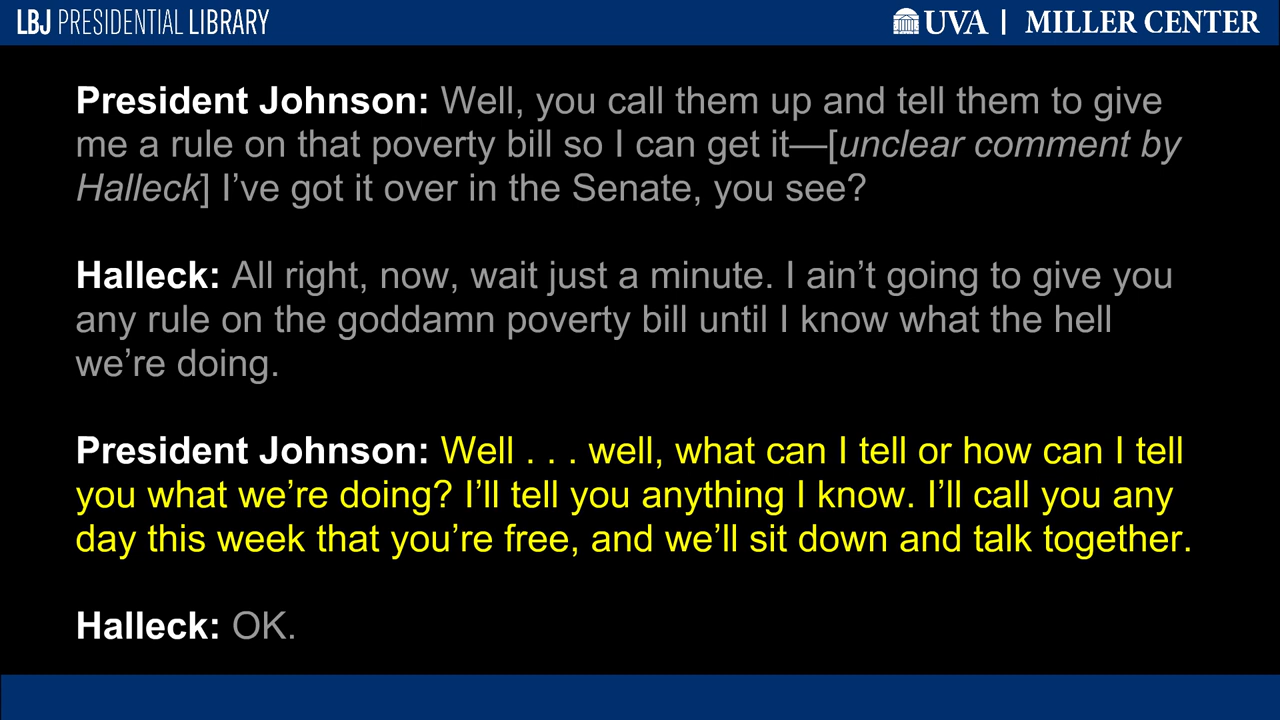 LBJ PRESIDENTIAL LIBRARY
UVA | MILLER CENTER
President Johnson: Well, you call them up and tell them to give
me a rule on that poverty bill so I can get it—[unclear comment by
Halleck] I’ve got it over in the Senate, you see?
Halleck: All right, now, wait just a minute. I ain’t going to give you
any rule on the goddamn poverty bill until I know what the hell
we’re doing.
President Johnson: Well . . . well, what can I tell or how can I tell
you what we’re doing? I’ll tell you anything I know. I’ll call you any
day this week that you’re free, and we’ll sit down and talk together.
Halleck: OK.